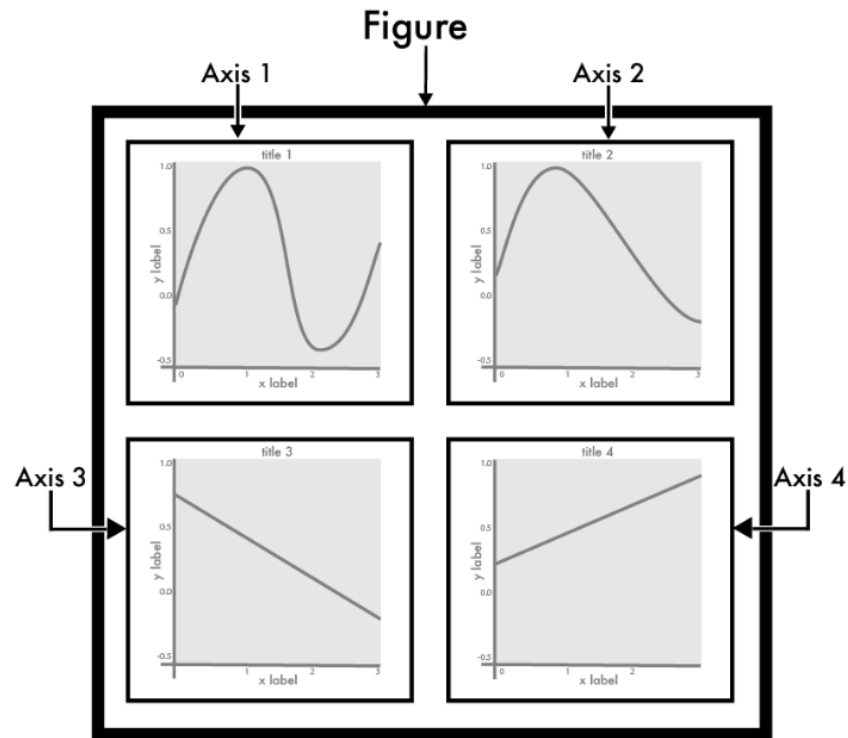 Figure
Axis 1
Axis 2
title 1
1.0
0.5
0.0
-0.5
y label
0 1 2 3
x label
title 2
1.0
0.5
0.0
-0.5
y label
0 1 2 3
x label
Axis 3
title 3
1.0
0.5
0.0
-0.5
y label
0 1 2 3
x label
title 4
1.0
0.5
0.0
-0.5
y label
0 1 2 3
x label
Axis 4